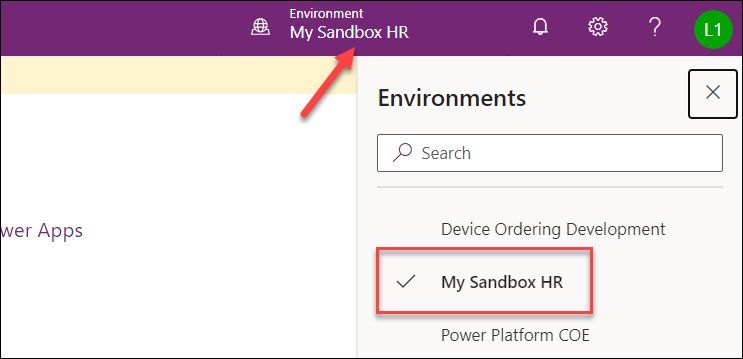 Environment
My Sandbox HR
L1
Environments
Search
wer Apps
Device Ordering Development
My Sandbox HR
Power Platform COE